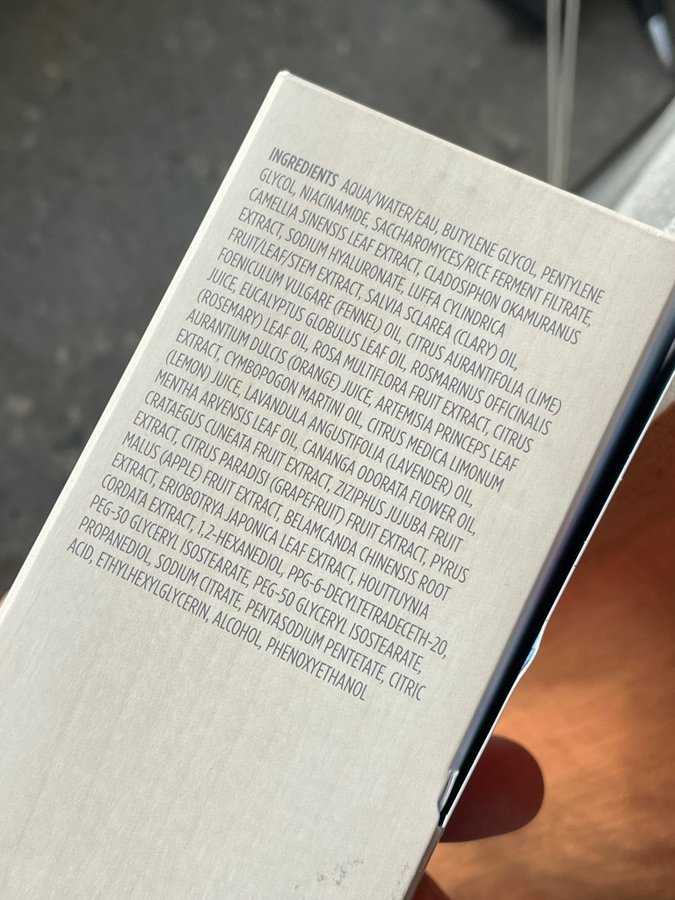 INGREDIENTS AQUA/WATER/EAU, BUTYLENE GLYCOL, PENTYLENE
GLYCOL, NIACINAMIDE, SACCHAROMYCES/RICE FERMENT FILTRATE,
CAMELLIA SINENSIS LEAF EXTRACT, CLADOSIPHON OKAMURANUS
EXTRACT, SODIUM HYALURONATE, LUFFA CYLINDRICA
FRUIT/LEAF/STEM EXTRACT, SALVIA SCLAREA (CLARY) OIL,
FOENICULUM VULGARE (FENNEL) OIL, CITRUS AURANTIFOLIA (LIME)
JUICE, EUCALYPTUS GLOBULUS LEAF OIL, ROSMARINUS OFFICINALIS
(ROSEMARY) LEAF OIL, ROSA MULTIFLORA FRUIT EXTRACT, CITRUS
AURANTIUM DULCIS (ORANGE) JUICE, ARTEMISIA PRINCEPS LEAF
EXTRACT, CYMBOPOGON MARTINI OIL, CITRUS MEDICA LIMONUM
(LEMON) JUICE, LAVANDULA ANGUSTIFOLIA (LAVENDER) OIL,
MENTHA ARVENSIS LEAF OIL, CANANGA ODORATA FLOWER OIL,
CRATAEGUS CUNEATA FRUIT EXTRACT, ZIZIPHUS JUJUBA FRUIT
EXTRACT, CITRUS PARADISI (GRAPEFRUIT) FRUIT EXTRACT, PYRUS
MALUS (APPLE) FRUIT EXTRACT, BELAMCANDA CHINENSIS ROOT
EXTRACT, ERIOBOTRYA JAPONICA LEAF EXTRACT, HOUTTUYNIA
CORDATA EXTRACT, 1,2-HEXANEDIOL, PPG-6-DECYLTETRADECETH-20,
PEG-30 GLYCERYL ISOSTEARATE, PEG-50 GLYCERYL ISOSTEARATE,
PROPANEDIOL, SODIUM CITRATE, PENTASODIUM PENTETATE, CITRIC
ACID, ETHYLHEXYLGLYCERIN, ALCOHOL, PHENOXYETHANOL